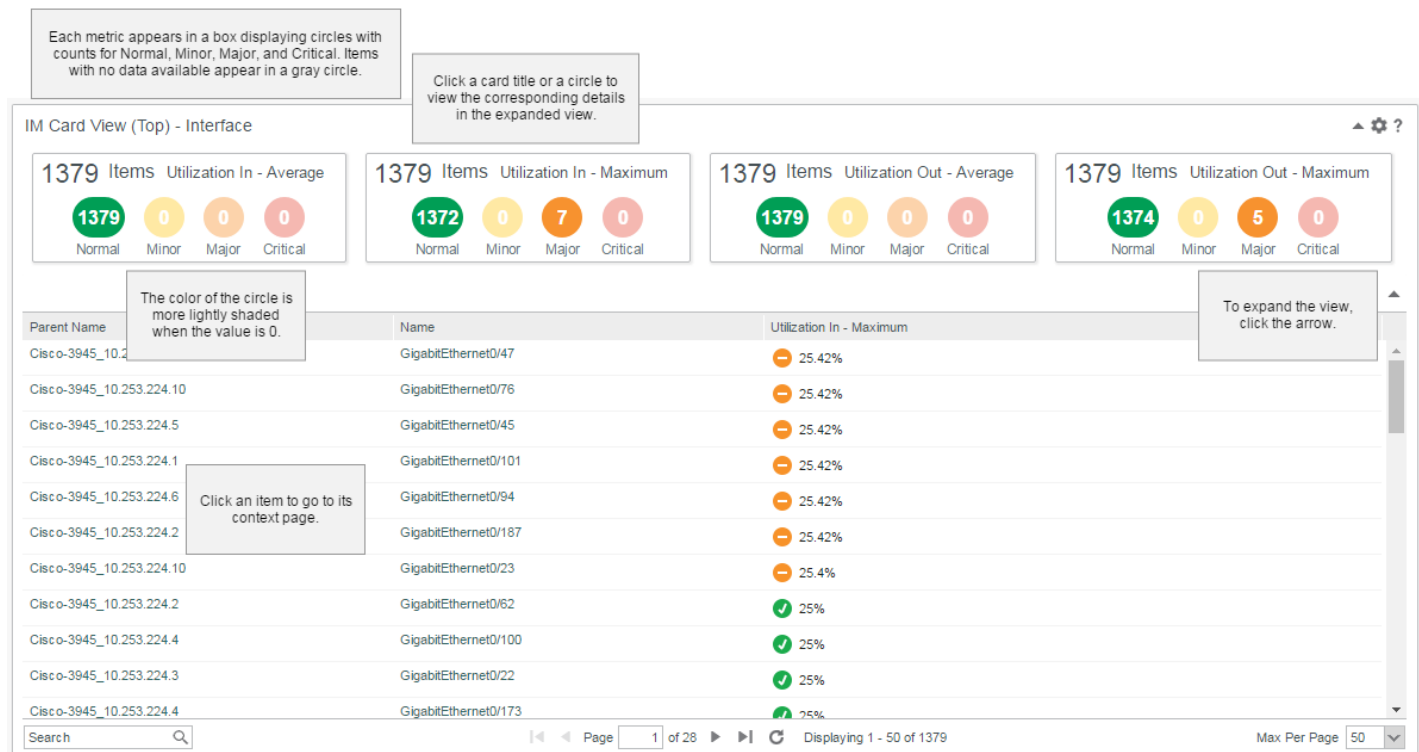 Each metric appears in a box displaying circles with
counts for Normal, Minor, Major, and Critical. Items
with no data available appear in a gray circle.
Click a card title or a circle to
view the corresponding details
in the expanded view.
IM Card View (Top) - Interface
?
1379 Items Utilization In - Average
1379 0 0 0
Normal Minor Major Critical
1379 Items Utilization In - Maximum
1372 0 7 0
Normal Minor Major Critical
1379 Items Utilization Out - Average
1379 0 0 0
Normal Minor Major Critical
1379 Items Utilization Out - Maximum
1374 0 5 0
Normal Minor Major Critical
The color of the circle is
more lightly shaded
when the value is 0.
To expand the view,
click the arrow.
Parent Name Name Utilization In - Maximum
Cisco-3945_10.2 GigabitEthernet0/47 25.42%
Cisco-3945_10.253.224.10 GigabitEthernet0/76 25.42%
Cisco-3945_10.253.224.5 GigabitEthernet0/45 25.42%
Cisco-3945_10.253.224.1 GigabitEthernet0/101 25.42%
Cisco-3945_10.253.224.6 GigabitEthernet0/94 25.42%
Cisco-3945_10.253.224.2 GigabitEthernet0/187 25.42%
Click an item to go to its
context page.
Cisco-3945_10.253.224.10 GigabitEthernet0/23 25.4%
Cisco-3945_10.253.224.2 GigabitEthernet0/62 25%
Cisco-3945_10.253.224.4 GigabitEthernet0/100 25%
Cisco-3945_10.253.224.3 GigabitEthernet0/22 25%
Cisco-3945_10.253.224.4 GigabitEthernet0/173 25%
Search Page 1 of 28 Displaying 1 - 50 of 1379 Max Per Page 50